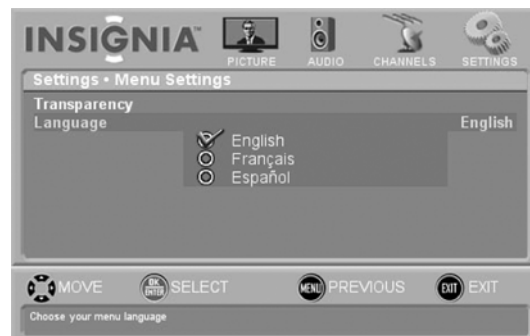 INSIGNIA™
PICTURE AUDIO CHANNELS SETTINGS
Settings • Menu Settings
Transparency
Language English
English
Français
Español
MOVE OK ENTER SELECT MENU PREVIOUS EXIT EXIT
Choose your menu language